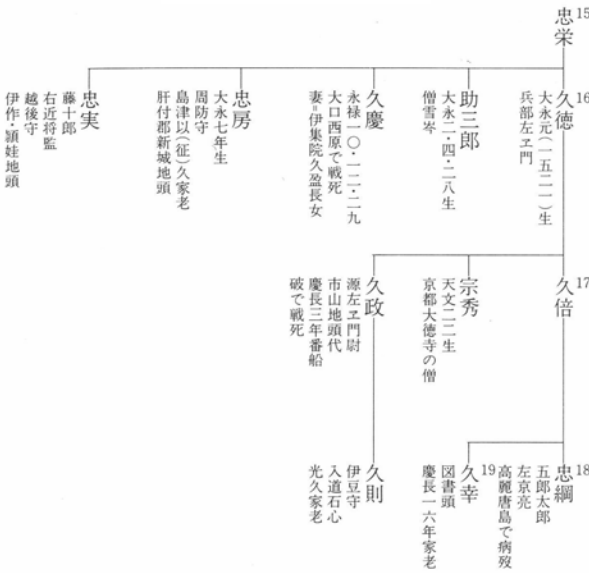 15
忠栄
16
久徳
大永元(一五二一)生
兵部左ヱ門
助三郎
大永二・四・二八生
僧雪岑
久慶
永禄一〇・一二・二九
大口西原で戦死
妻=伊集院久盈長女
忠房
大永七年生
周防守
島津以(征)久家老
肝付郡新城地頭
忠実
藤十郎
右近将監
越後守
伊作・頴娃地頭
17
久倍
宗秀
天文二二生
京都大徳寺の僧
久政
源左ヱ門尉
市山地頭代
慶長三年番船
破で戦死
18
忠綱
五郎太郎
左京亮
高麗唐島で病歿
19
久幸
図書頭
慶長一六年家老
久則
伊豆守
入道石心
光久家老